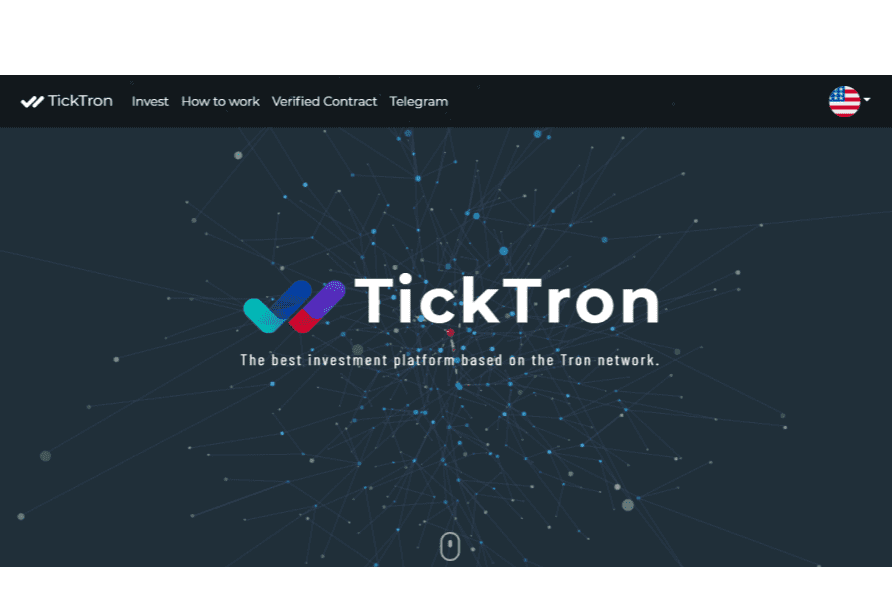 TickTron Invest How to work Verified Contract Telegram
TickTron
The best investment platform based on the Tron network.